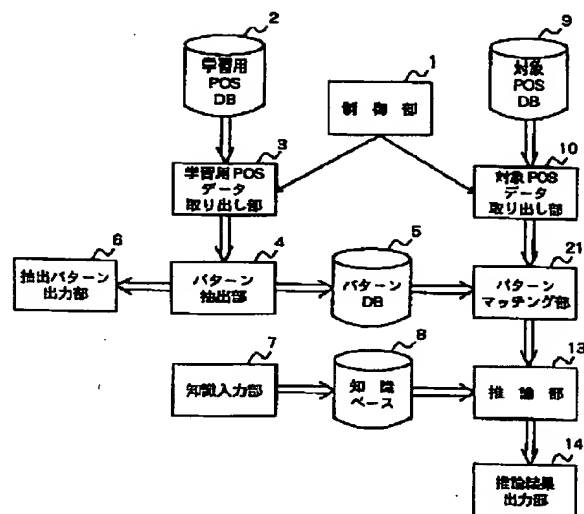 2
学習用
POS
DB
1
制御部
9
対象
POS
DB
3
学習用POS
データ
取り出し部
10
対象POS
データ
取り出し部
6
抽出パターン
出力部
4
パターン
抽出部
5
パターン
DB
21
パターン
マッチング部
7
知識入力部
8
知識
ベース
13
推論部
14
推論結果
出力部